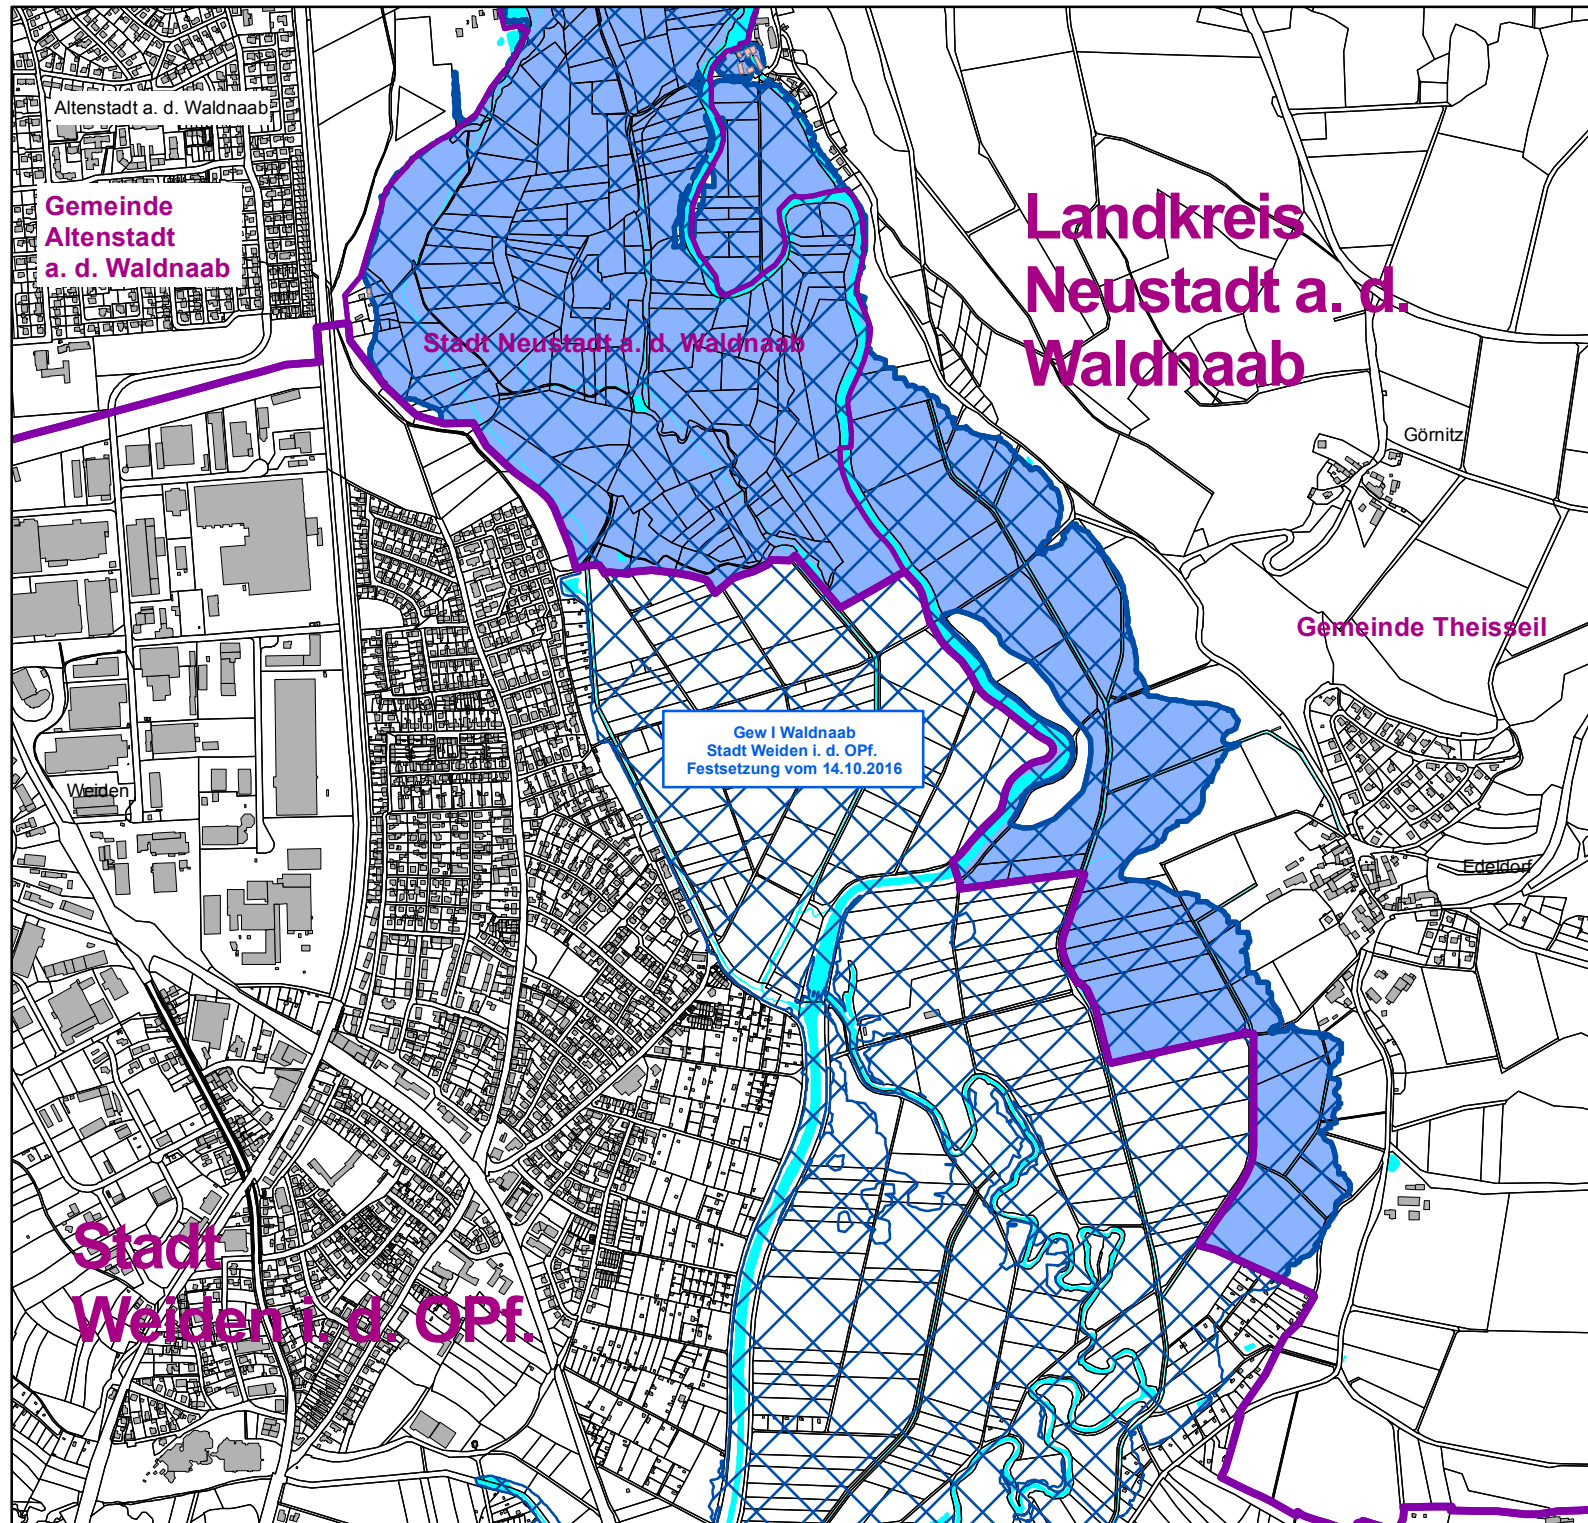 Altenstadt a. d. Waldnaab
Gemeinde
Altenstadt
a. d. Waldnaab
Landkreis
Neustadt a. d.
Waldnaab
Stadt Neustadt a. d. Waldnaab
Görnitz
Gemeinde Theisseil
Gew I Waldnaab
Stadt Weiden i. d. OPf.
Festsetzung vom 14.10.2016
Weiden
Edeldorf
Stadt
Weiden i. d. OPf.